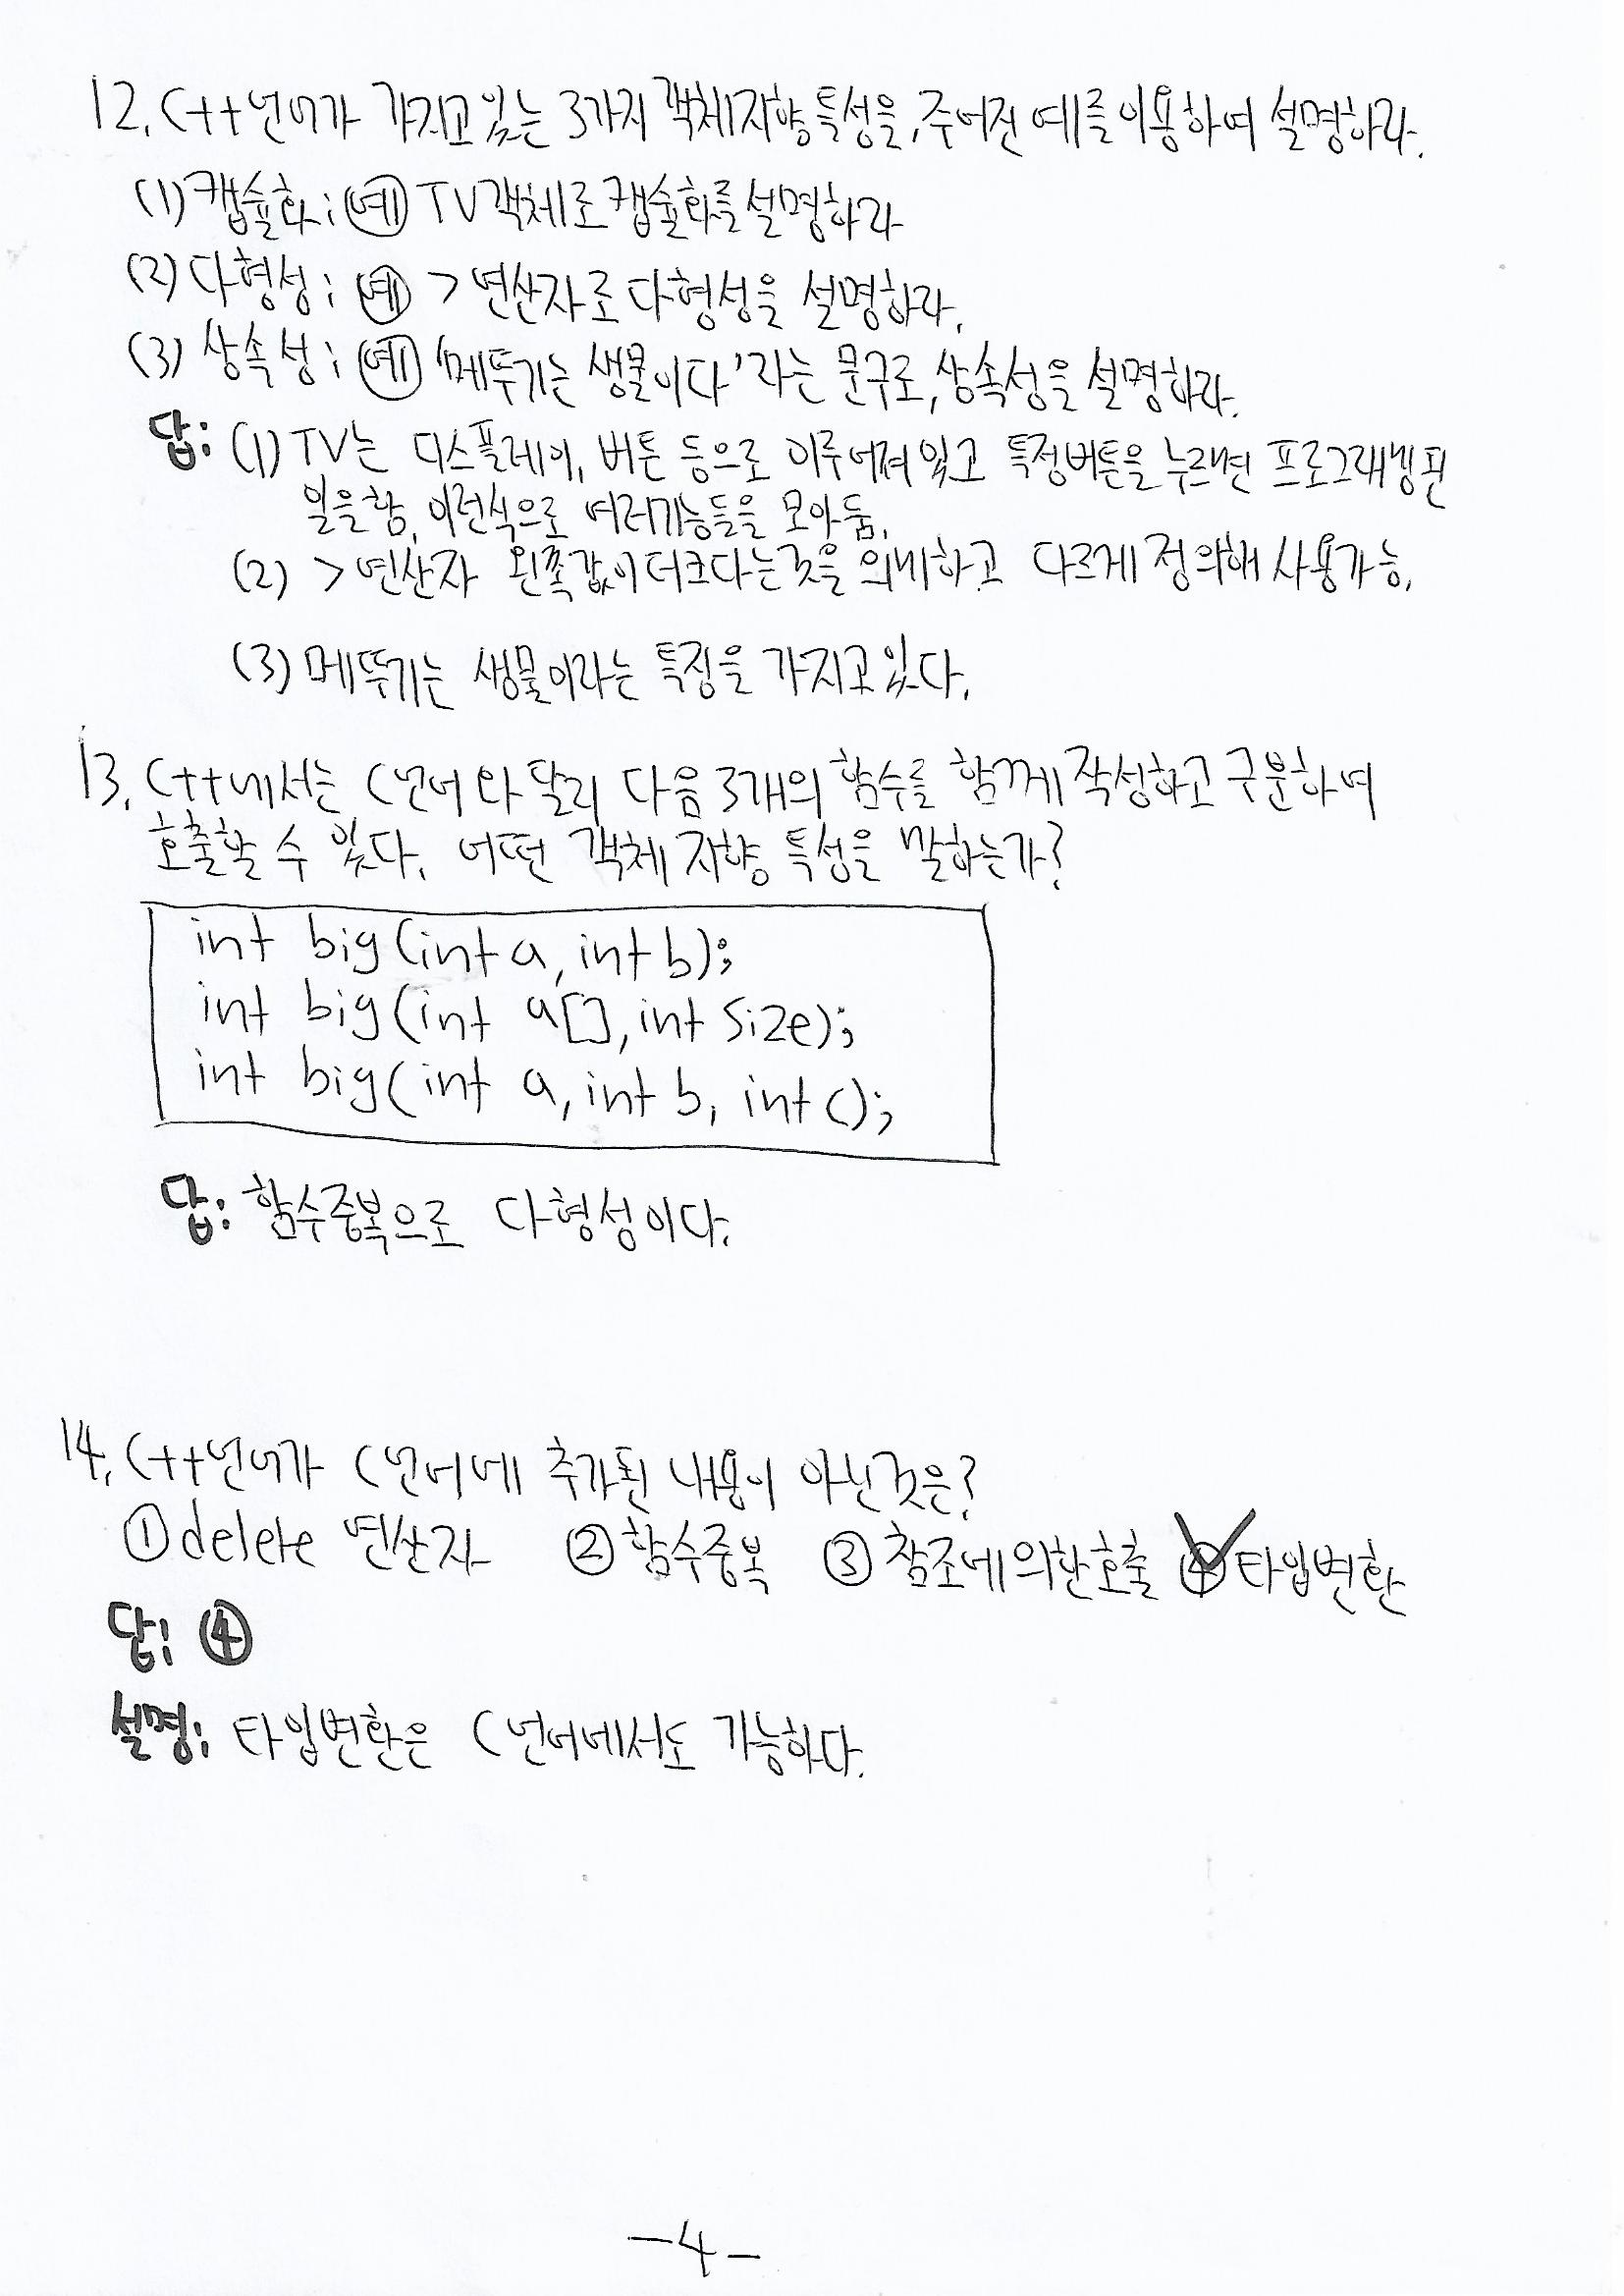 12. C++언어가 가지고 있는 3가지 객체지향 특성을, 주어진 예를 이용하여 설명하라.
(1) 캡슐화: 예 TV 객체로 캡슐화를 설명하라
(2) 다형성: 예 > 연산자로 다형성을 설명하라.
(3) 상속성: 예 '메뚜기는 생물이다'라는 문구로, 상속성을 설명하라.
답: (1) TV는 디스플레이, 버튼 등으로 이루어져 있고 특정버튼을 누르면 프로그래밍된
일을 함. 이런식으로 여러기능들을 모아둠.
(2) > 연산자 왼쪽값이 더크다는것을 의미하고 다르게 정의해 사용가능.
(3) 메뚜기는 생물이라는 특징을 가지고 있다.
13. C++에서는 C언어와 달리 다음 3개의 함수를 함께 작성하고 구분하여
호출할 수 있다. 어떤 객체 지향 특성을 말하는가?
int big(int a, int b);
int big(int a[], int size);
int big(int a, int b, int c);
답: 함수중복으로 다형성이다.
14. C++언어가 C언어에 추가된 내용이 아닌것은?
① delete 연산자 ② 함수중복 ③ 참조에 의한 호출 ④ 타입변환
답: ④
설명: 타입변환은 C언어에서도 가능하다.
-4-